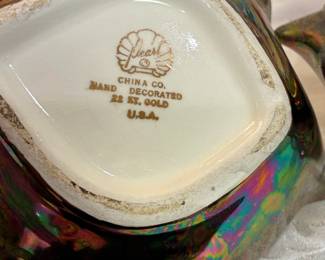 Pearl
CHINA CO.
HAND DECORATED
22 KT. GOLD
U.S.A.